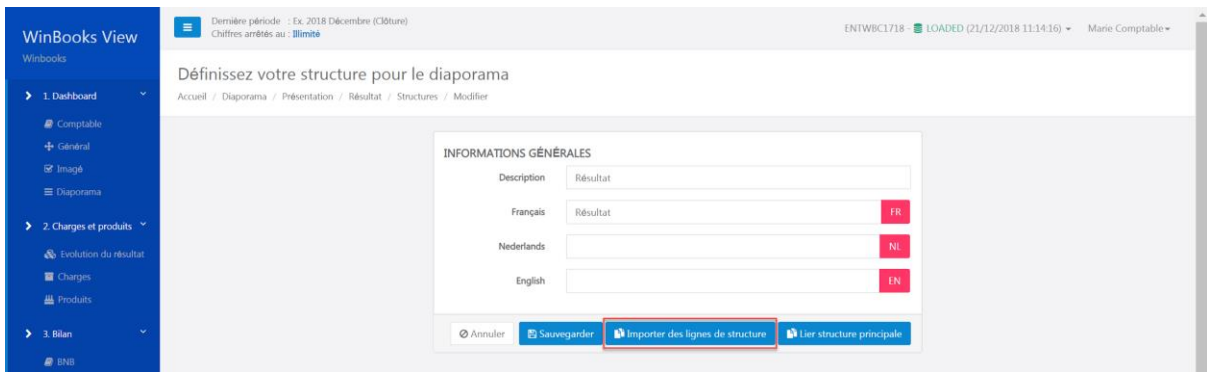 WinBooks View
Winbooks
1. Dashboard
Comptable
Général
Imagé
Diaporama
2. Charges et produits
Evolution du résultat
Charges
Produits
3. Bilan
BNB
Dernière période : Ex. 2018 Décembre (Clôture)
Chiffres arrêtés au : Illimité
ENTWBC1718 - LOADED (21/12/2018 11:14:16)
Marie Comptable
Définissez votre structure pour le diaporama
Accueil / Diaporama / Présentation / Résultat / Structures / Modifier
INFORMATIONS GÉNÉRALES
Description Résultat
Français Résultat FR
Nederlands NL
English EN
Annuler Sauvegarder Importer des lignes de structure Lier structure principale